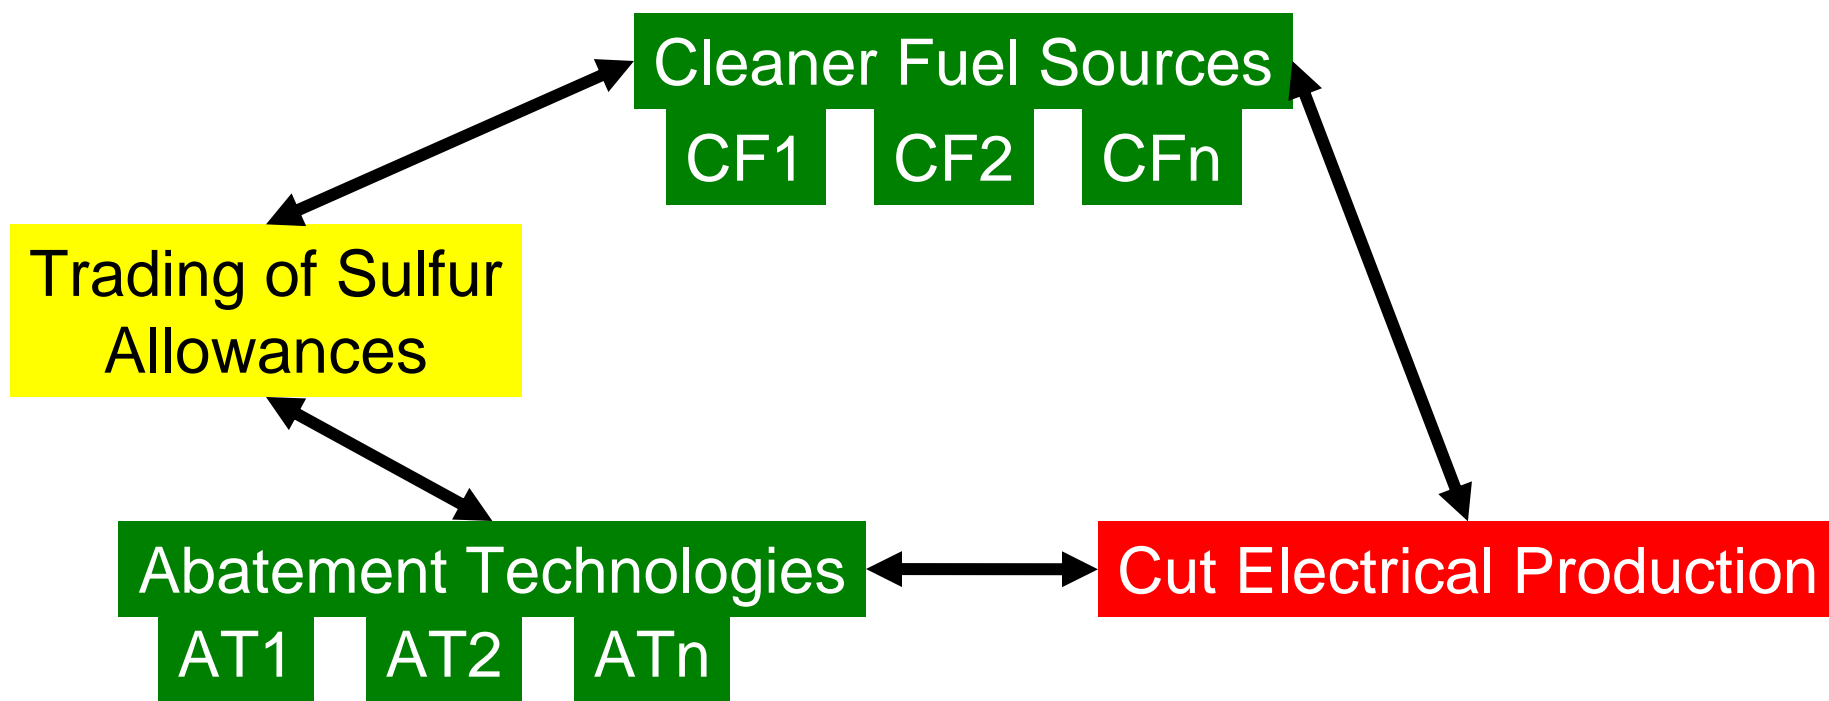 Cleaner Fuel Sources
CF1 CF2 CFn
Trading of Sulfur
Allowances
Abatement Technologies
AT1 AT2 ATn
Cut Electrical Production